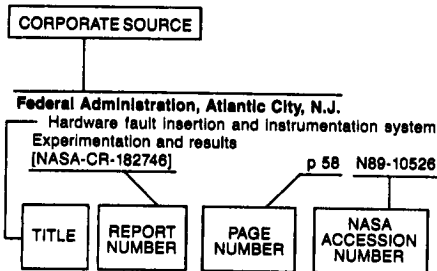 CORPORATE SOURCE
Federal Administration, Atlantic City, N.J.
Hardware fault insertion and instrumentation system
Experimentation and results
[NASA-CR-182746] p 58 N89-10526
TITLE
REPORT NUMBER
PAGE NUMBER
NASA ACCESSION NUMBER